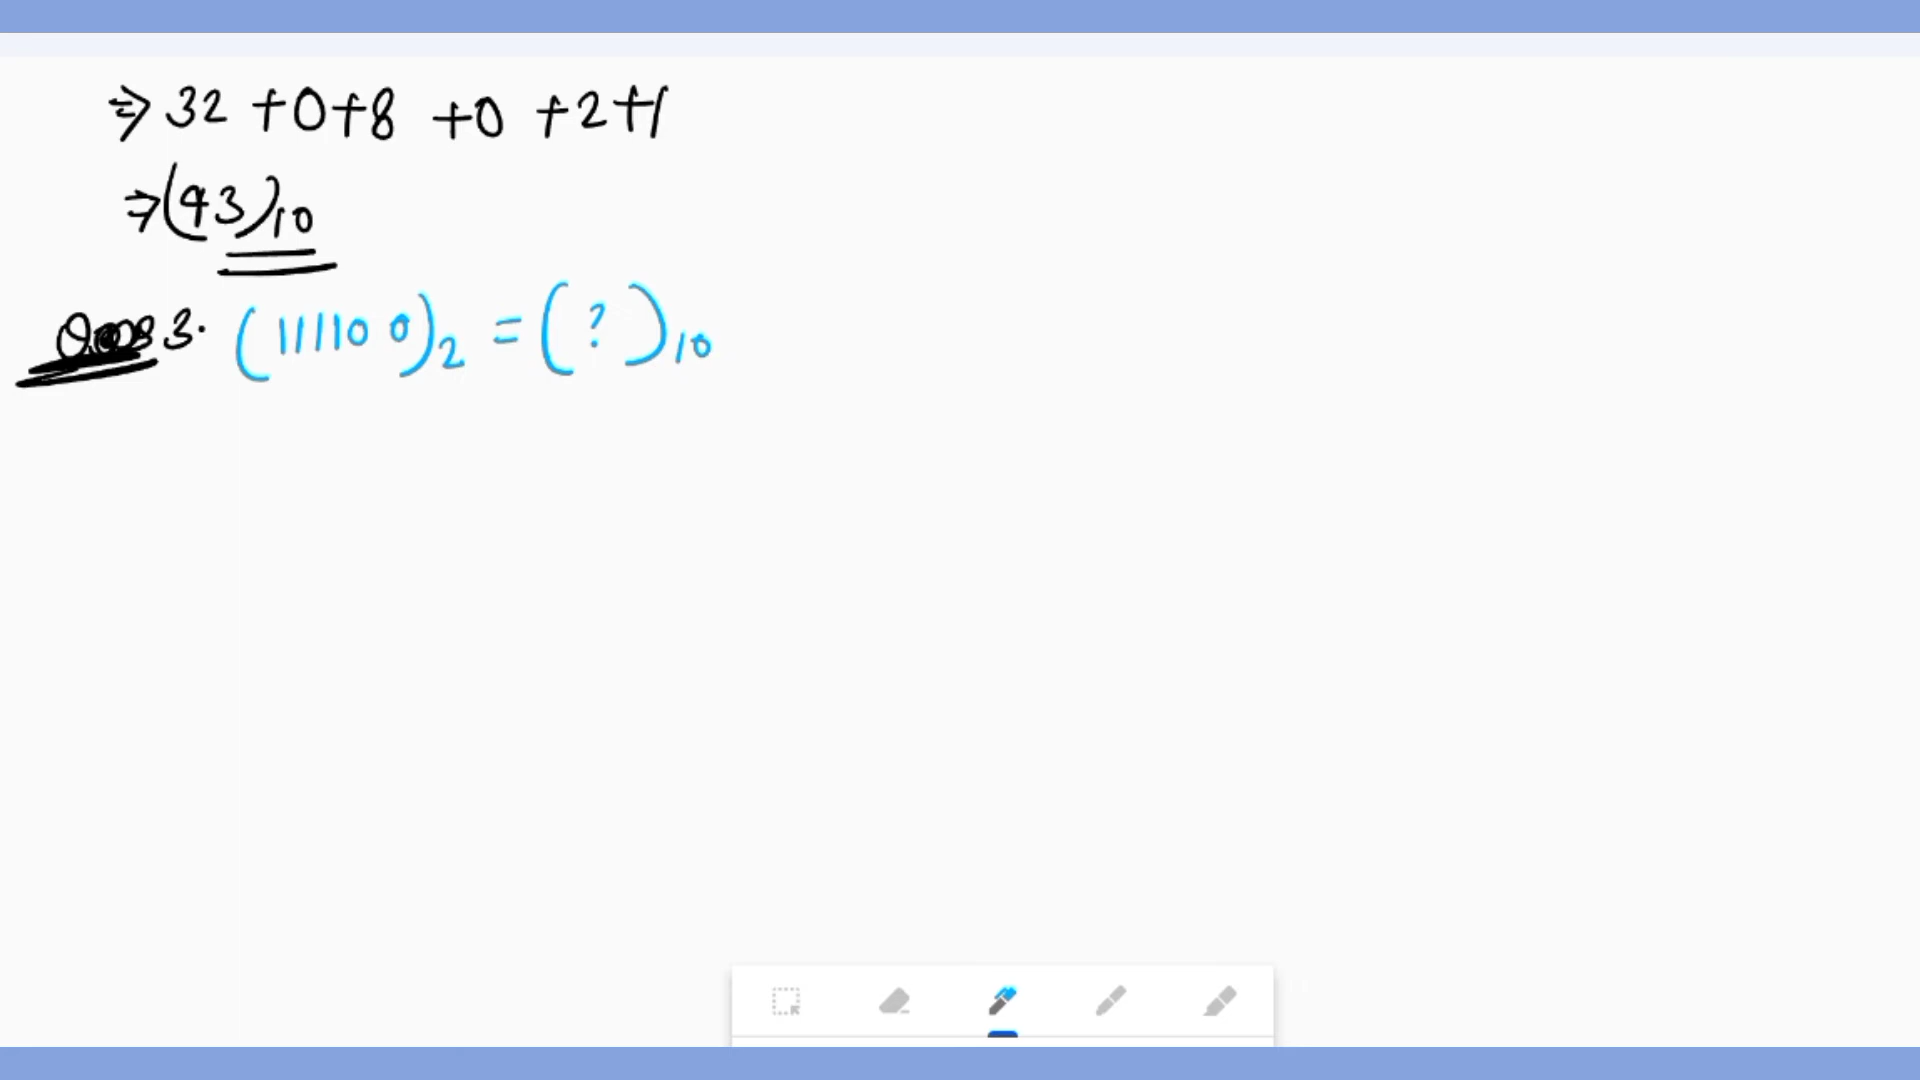 ⇒ 32 +0+8 +0 +2+1
⇒(43)10
3. (111100)2 = (?)10